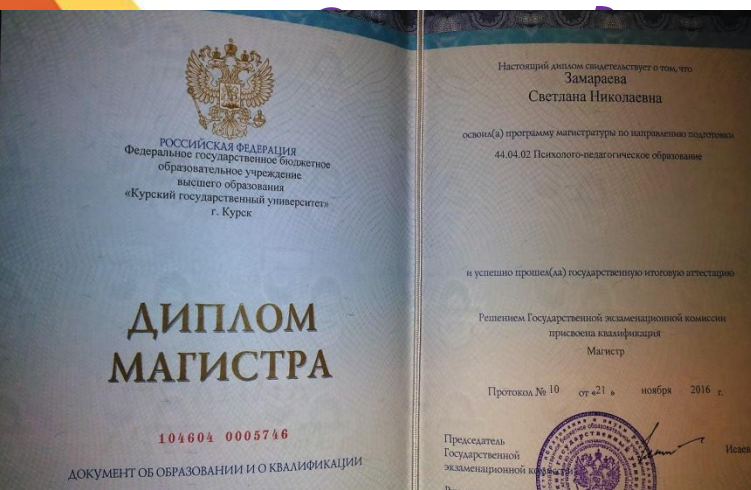 РОССИЙСКАЯ ФЕДЕРАЦИЯ
Федеральное государственное бюджетное
образовательное учреждение
высшего образования
«Курский государственный университет»
г. Курск
ДИПЛОМ
МАГИСТРА
104604 0005746
ДОКУМЕНТ ОБ ОБРАЗОВАНИИ И О КВАЛИФИКАЦИИ
Настоящий диплом свидетельствует о том, что
Замараева
Светлана Николаевна
освоил(а) программу магистратуры по направлению подготовки
44.04.02 Психолого-педагогическое образование
и успешно прошел(ла) государственную итоговую аттестацию
Решением Государственной экзаменационной комиссии
присвоена квалификация
Магистр
Протокол № 10 от «21 » ноября 2016 г.
Председатель
Государственной
экзаменационной